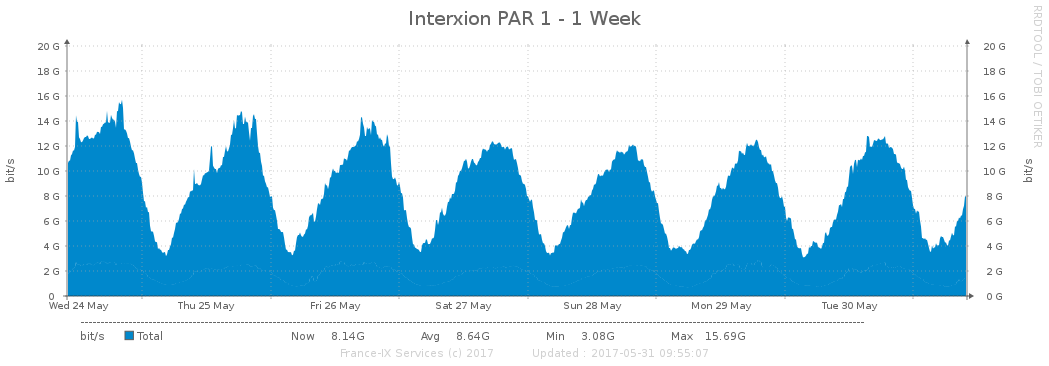 Interxion PAR 1 - 1 Week
RRDTOOL / TOBI OETIKER
bit/s
bit/s
20 G 20 G
18 G 18 G
16 G 16 G
14 G 14 G
12 G 12 G
10 G 10 G
8 G 8 G
6 G 6 G
4 G 4 G
2 G 2 G
0 0 G
Wed 24 May Thu 25 May Fri 26 May Sat 27 May Sun 28 May Mon 29 May Tue 30 May
bit/s Total Now 8.14G Avg 8.64G Min 3.08G Max 15.69G
France-IX Services (c) 2017 Updated : 2017-05-31 09:55:07